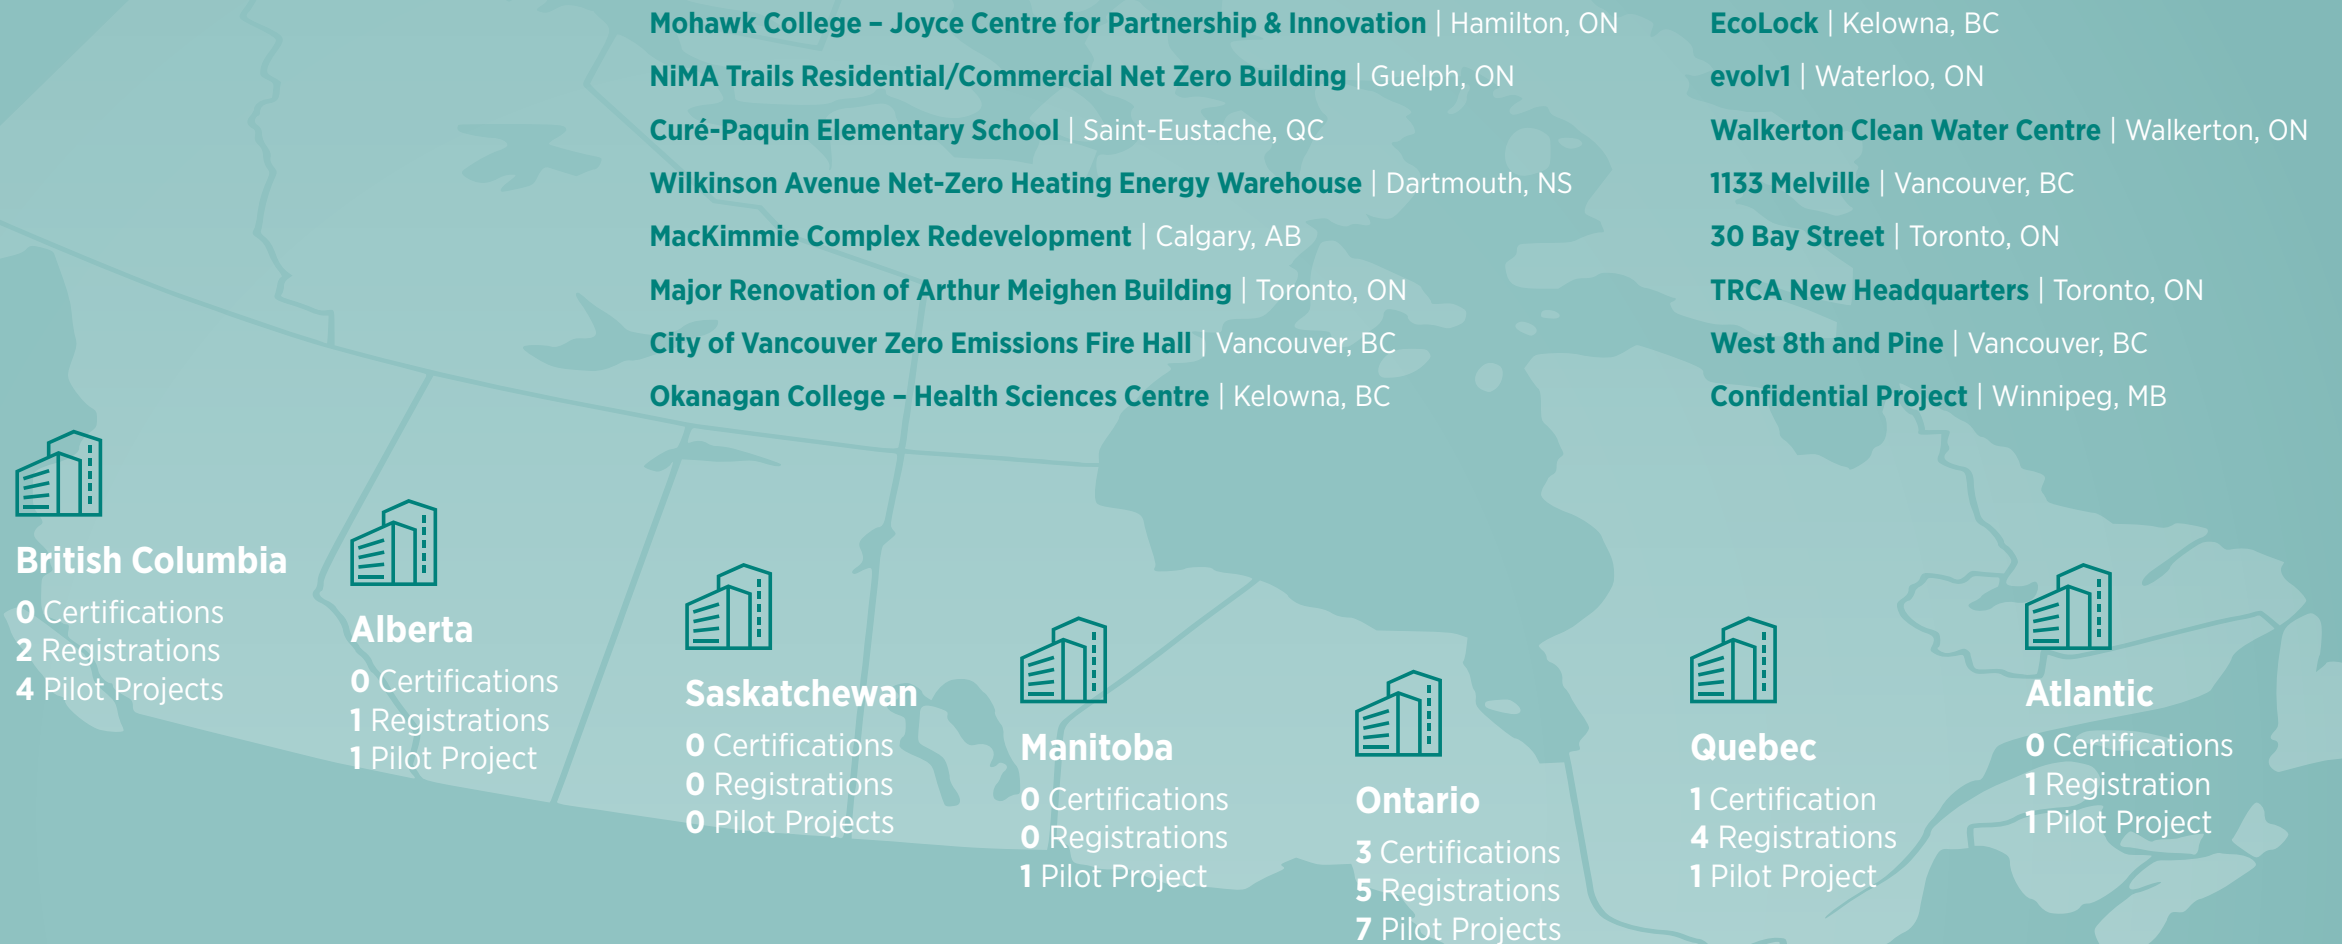 Mohawk College – Joyce Centre for Partnership & Innovation | Hamilton, ON
NiMA Trails Residential/Commercial Net Zero Building | Guelph, ON
Curé-Paquin Elementary School | Saint-Eustache, QC
Wilkinson Avenue Net-Zero Heating Energy Warehouse | Dartmouth, NS
MacKimmie Complex Redevelopment | Calgary, AB
Major Renovation of Arthur Meighen Building | Toronto, ON
City of Vancouver Zero Emissions Fire Hall | Vancouver, BC
Okanagan College – Health Sciences Centre | Kelowna, BC
EcoLock | Kelowna, BC
evolv1 | Waterloo, ON
Walkerton Clean Water Centre | Walkerton, ON
1133 Melville | Vancouver, BC
30 Bay Street | Toronto, ON
TRCA New Headquarters | Toronto, ON
West 8th and Pine | Vancouver, BC
Confidential Project | Winnipeg, MB
British Columbia
0 Certifications
2 Registrations
4 Pilot Projects
Alberta
0 Certifications
1 Registrations
1 Pilot Project
Saskatchewan
0 Certifications
0 Registrations
0 Pilot Projects
Manitoba
0 Certifications
0 Registrations
1 Pilot Project
Ontario
3 Certifications
5 Registrations
7 Pilot Projects
Quebec
1 Certification
4 Registrations
1 Pilot Project
Atlantic
0 Certifications
1 Registration
1 Pilot Project